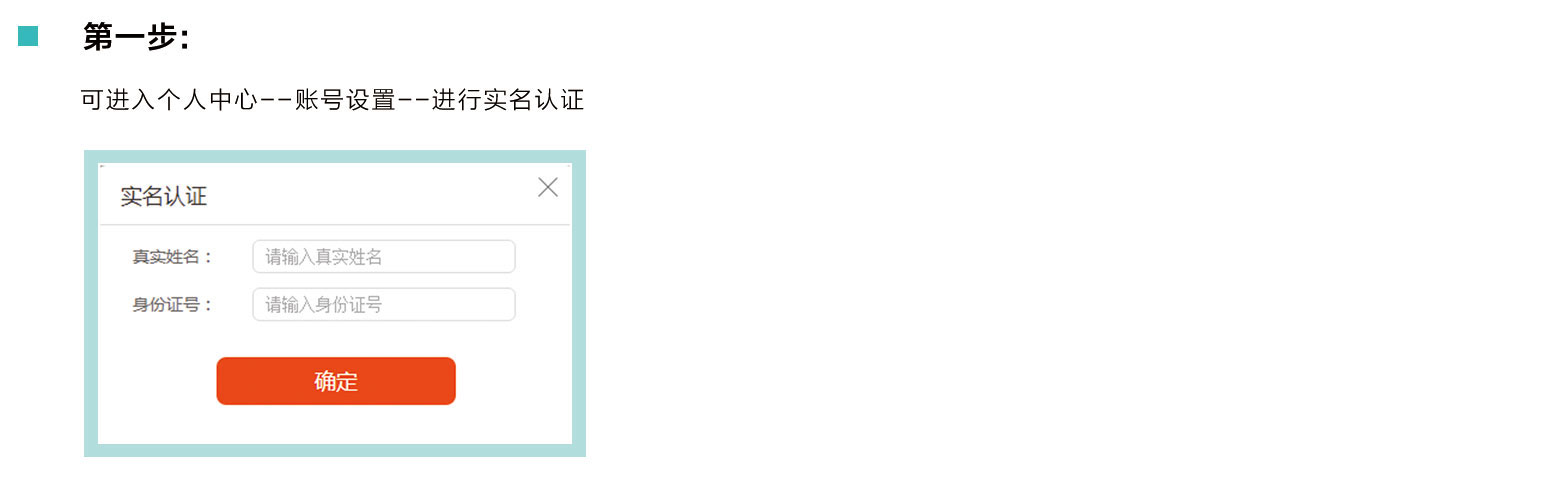 第一步：
可进入个人中心--账号设置--进行实名认证
实名认证
真实姓名： 请输入真实姓名
身份证号： 请输入身份证号
确定